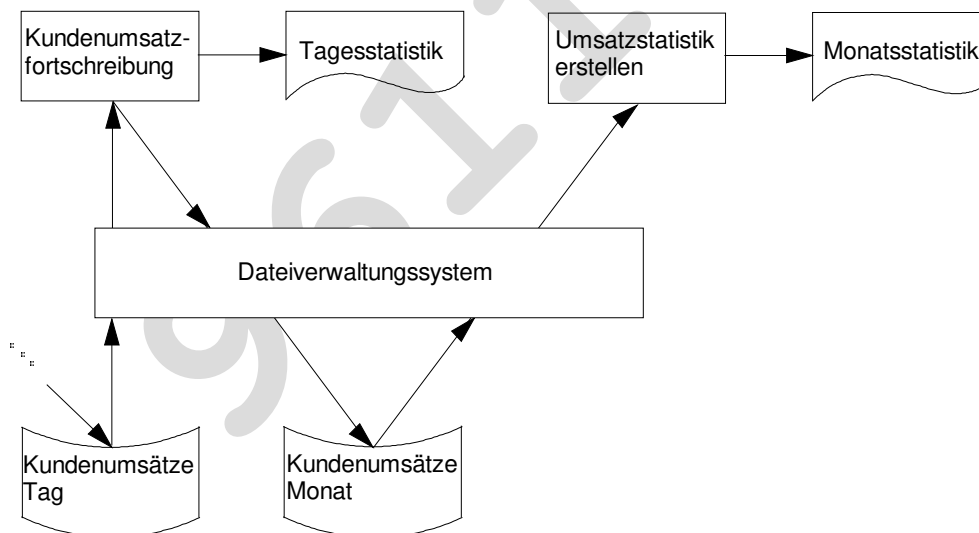 Kundenumsatz-
fortschreibung
Tagesstatistik
Umsatzstatistik
erstellen
Monatsstatistik
Dateiverwaltungssystem
Kundenumsätze
Tag
Kundenumsätze
Monat